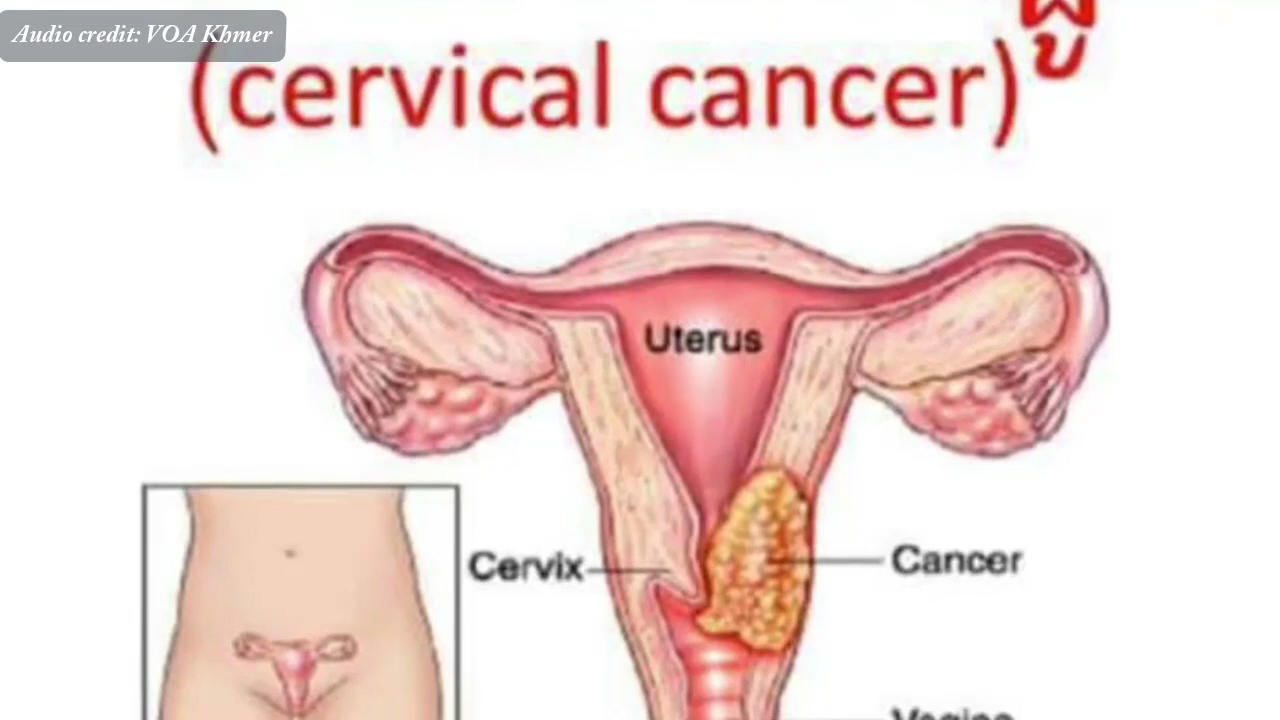 Audio credit: VOA Khmer
(cervical cancer)
Uterus
Cervix
Cancer